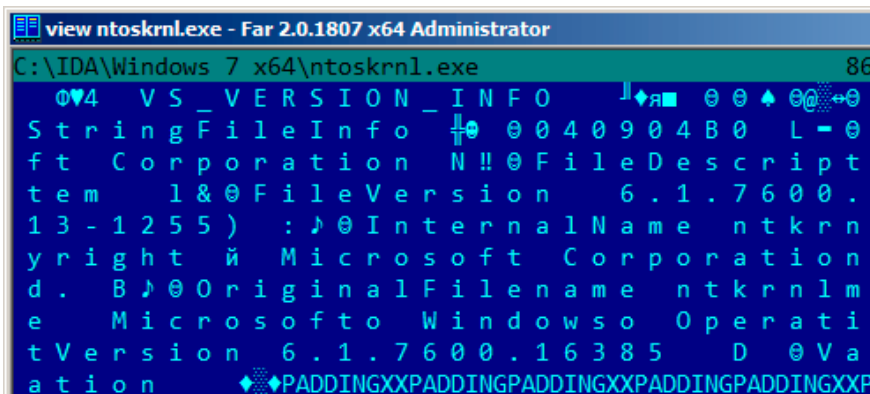 view ntoskrnl.exe - Far 2.0.1807 x64 Administrator
C:\IDA\Windows 7 x64\ntoskrnl.exe 86
Ф♥4 V S _ V E R S I O N _ I N F O ╜♦я■ ☺ ☺ ♠ ☺@░↔☺
S t r i n g F i l e I n f o ╬☻ ☺ 0 4 0 9 0 4 B 0 L ▬ ☺
f t C o r p o r a t i o n N ‼ ☺ F i l e D e s c r i p t
t e m l & ☺ F i l e V e r s i o n 6 . 1 . 7 6 0 0 .
1 3 - 1 2 5 5 ) : ♪ ☺ I n t e r n a l N a m e n t k r n
y r i g h t й M i c r o s o f t C o r p o r a t i o n
d . B ♪ ☺ O r i g i n a l F i l e n a m e n t k r n l m
e M i c r o s o f t o W i n d o w s o O p e r a t i
t V e r s i o n 6 . 1 . 7 6 0 0 . 1 6 3 8 5 D ☺ V a
a t i o n ♦░♦PADDINGXXPADDINGPADDINGXXPADDINGPADDINGXXP